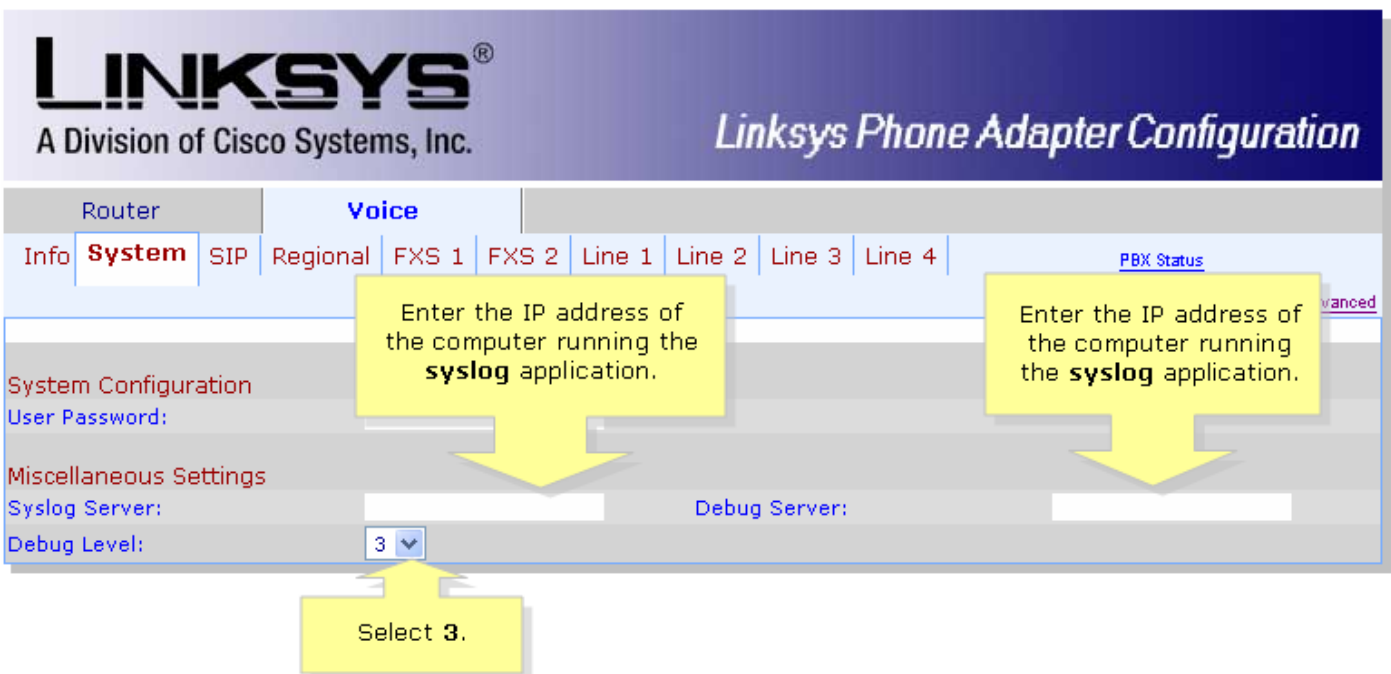 LINKSYS®
A Division of Cisco Systems, Inc.
Linksys Phone Adapter Configuration
Router Voice
Info System SIP Regional FXS 1 FXS 2 Line 1 Line 2 Line 3 Line 4 PBX Status
vanced
Enter the IP address of
the computer running the
syslog application.
Enter the IP address of
the computer running
the syslog application.
System Configuration
User Password:
Miscellaneous Settings
Syslog Server: Debug Server:
Debug Level: 3
Select 3.